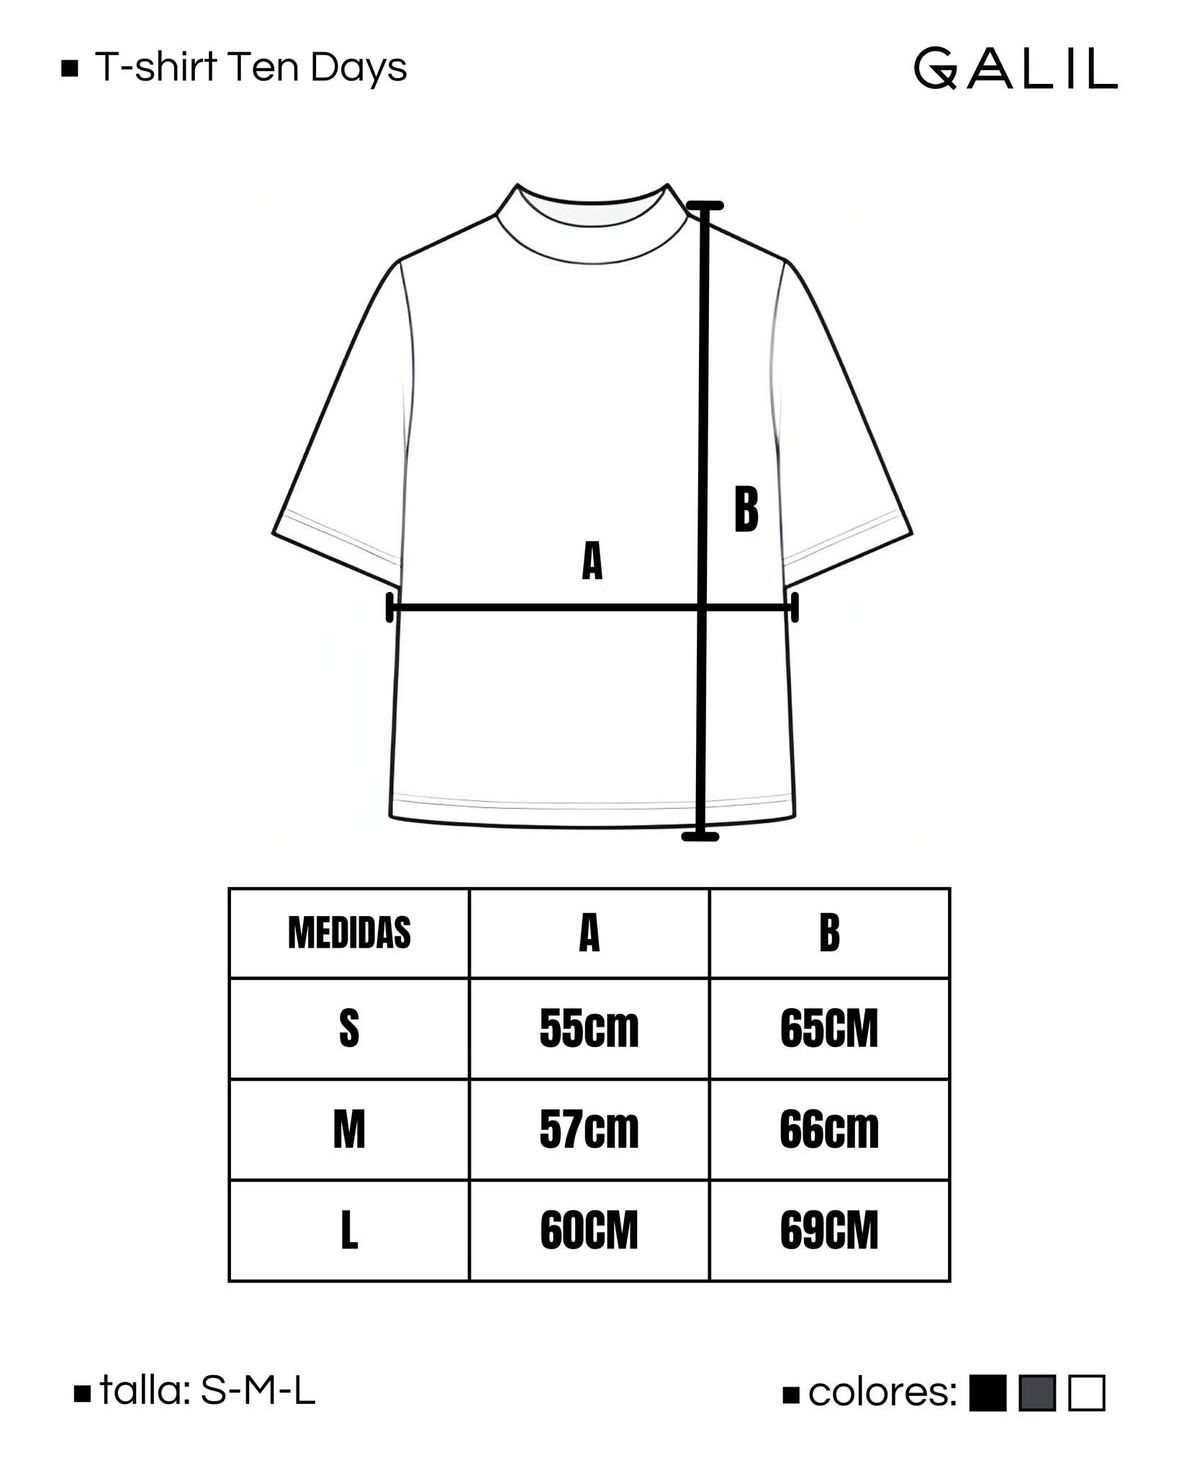 T-shirt Ten Days
GALIL
B
A
MEDIDAS A B
S 55cm 65CM
M 57cm 66cm
L 60CM 69CM
talla: S-M-L
colores: